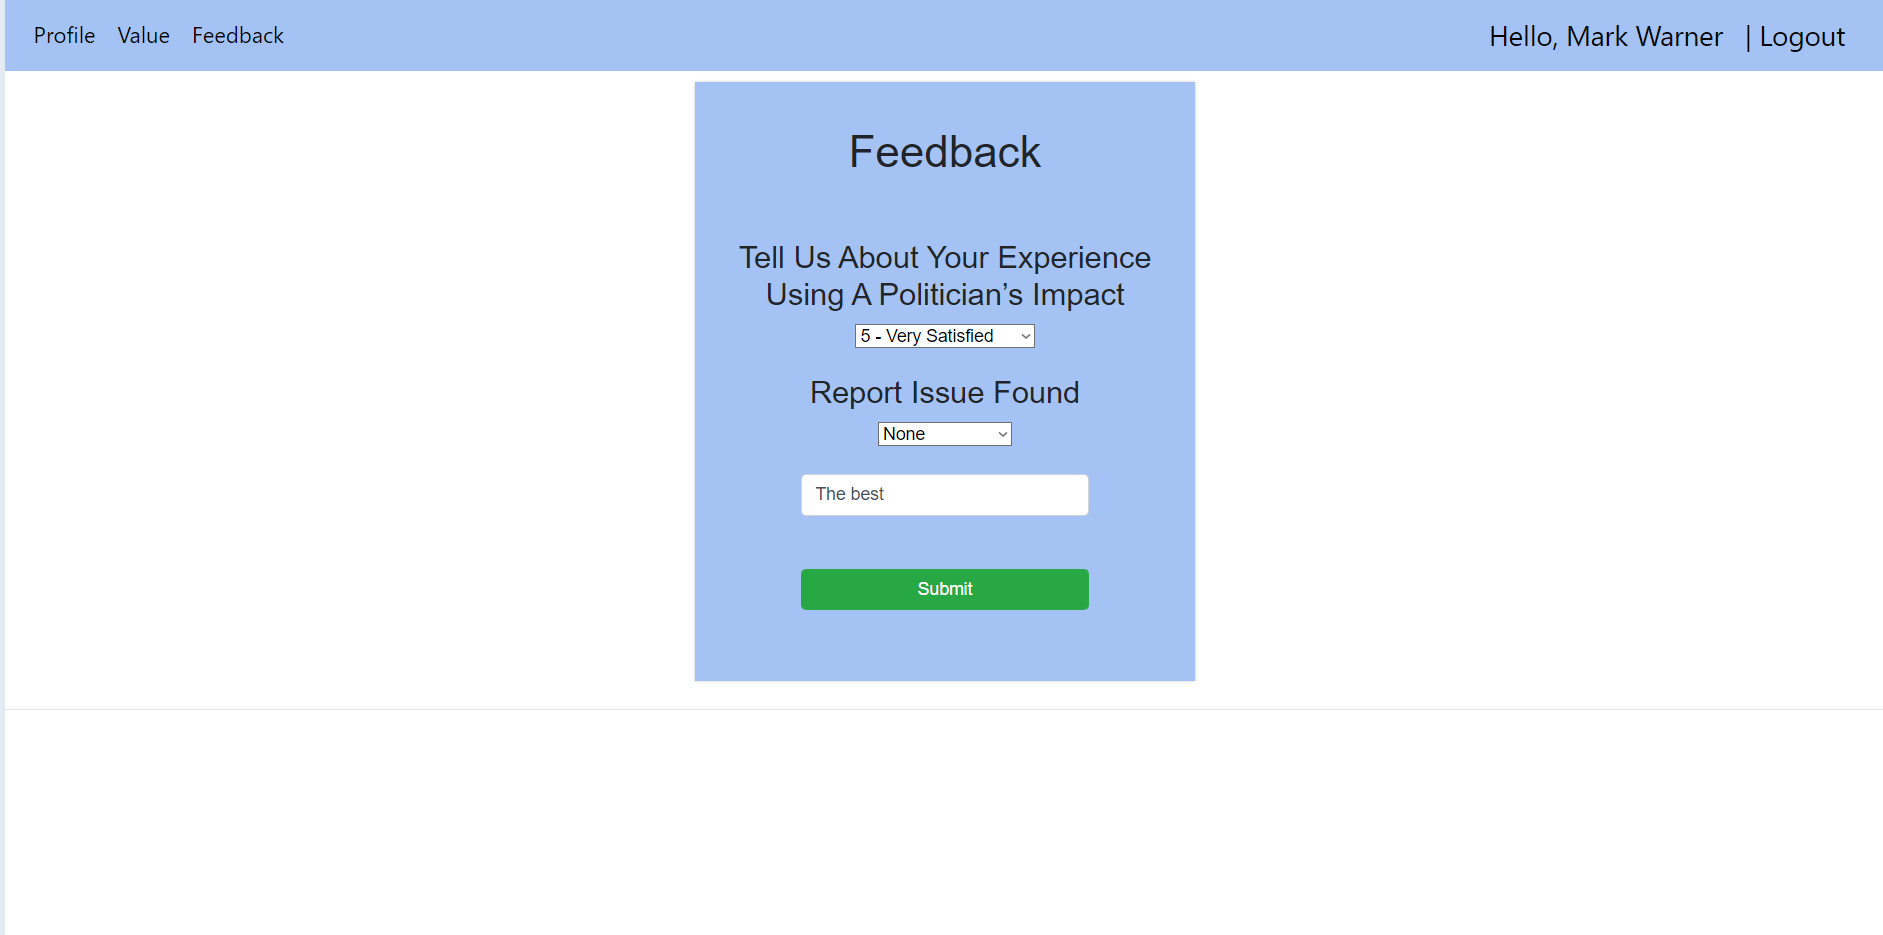 Profile Value Feedback Hello, Mark Warner | Logout
Feedback
Tell Us About Your Experience
Using A Politician’s Impact
5 - Very Satisfied
Report Issue Found
None
The best
Submit